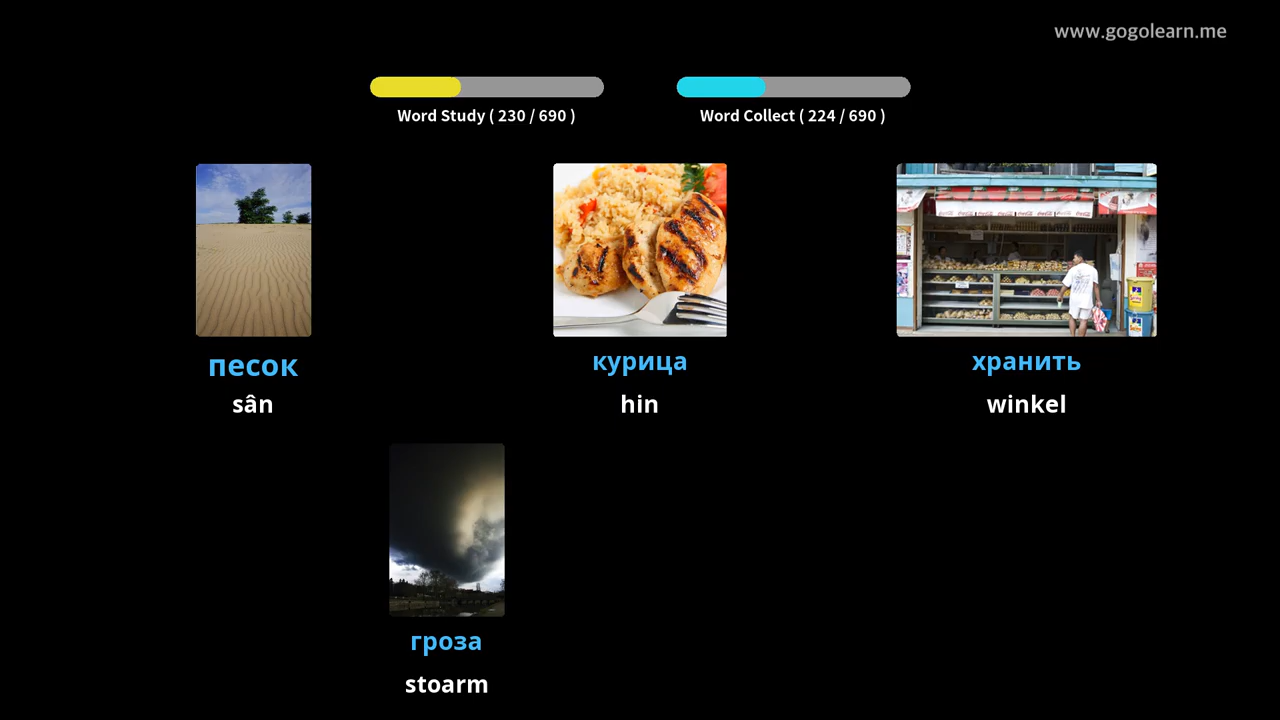 www.gogolearn.me
Word Study ( 230 / 690 )
Word Collect ( 224 / 690 )
песок
sân
курица
hin
хранить
winkel
гроза
stoarm